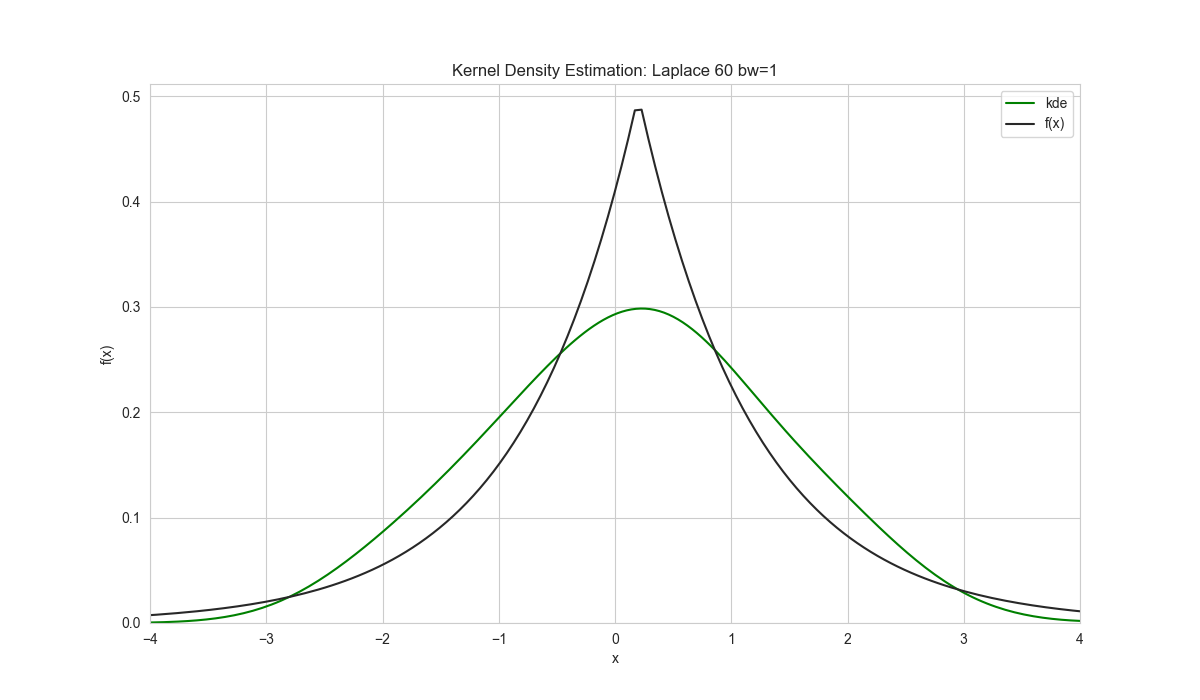 Kernel Density Estimation: Laplace 60 bw=1
kde
f(x)
f(x)
0.5
0.4
0.3
0.2
0.1
0.0
−4 −3 −2 −1 0 1 2 3 4
x